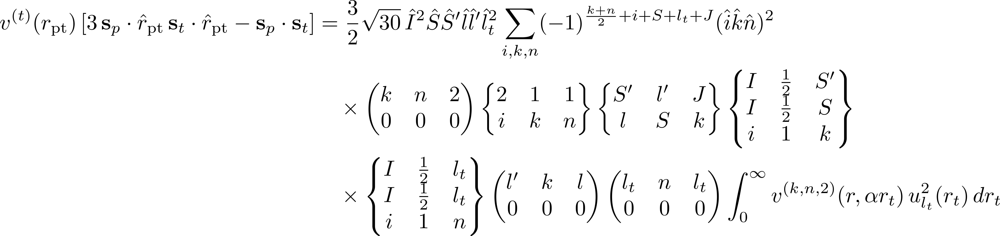 v^{(t)}(r_{\mathrm{pt}}) \left[ 3\, \mathbf{s}_p \cdot \hat{r}_{\mathrm{pt}}\, \mathbf{s}_t \cdot \hat{r}_{\mathrm{pt}} - \mathbf{s}_p \cdot \mathbf{s}_t \right] = \frac{3}{2} \sqrt{30}\, \hat{I}^2 \hat{S} \hat{S}' \hat{l} \hat{l}' \hat{l}_t^2 \sum_{i,k,n} (-1)^{\frac{k+n}{2}+i+S+l_t+J} (\hat{i}\hat{k}\hat{n})^2
\times \begin{pmatrix} k & n & 2 \\ 0 & 0 & 0 \end{pmatrix} \begin{Bmatrix} 2 & 1 & 1 \\ i & k & n \end{Bmatrix} \begin{Bmatrix} S' & l' & J \\ l & S & k \end{Bmatrix} \begin{Bmatrix} I & \frac{1}{2} & S' \\ I & \frac{1}{2} & S \\ i & 1 & k \end{Bmatrix}
\times \begin{Bmatrix} I & \frac{1}{2} & l_t \\ I & \frac{1}{2} & l_t \\ i & 1 & n \end{Bmatrix} \begin{pmatrix} l' & k & l \\ 0 & 0 & 0 \end{pmatrix} \begin{pmatrix} l_t & n & l_t \\ 0 & 0 & 0 \end{pmatrix} \int_0^\infty v^{(k,n,2)}(r, \alpha r_t)\, u_{l_t}^2(r_t)\, dr_t